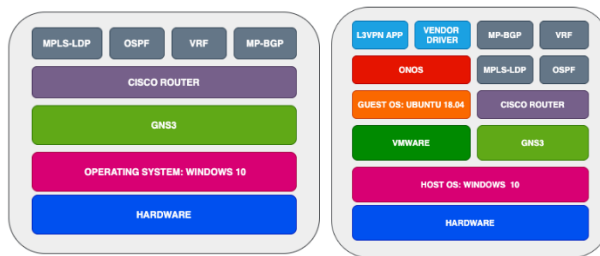 MPLS-LDP OSPF VRF MP-BGP
CISCO ROUTER
GNS3
OPERATING SYSTEM: WINDOWS 10
HARDWARE
L3VPN APP VENDOR DRIVER MP-BGP VRF
ONOS MPLS-LDP OSPF
GUEST OS: UBUNTU 18.04 CISCO ROUTER
VMWARE GNS3
HOST OS: WINDOWS 10
HARDWARE